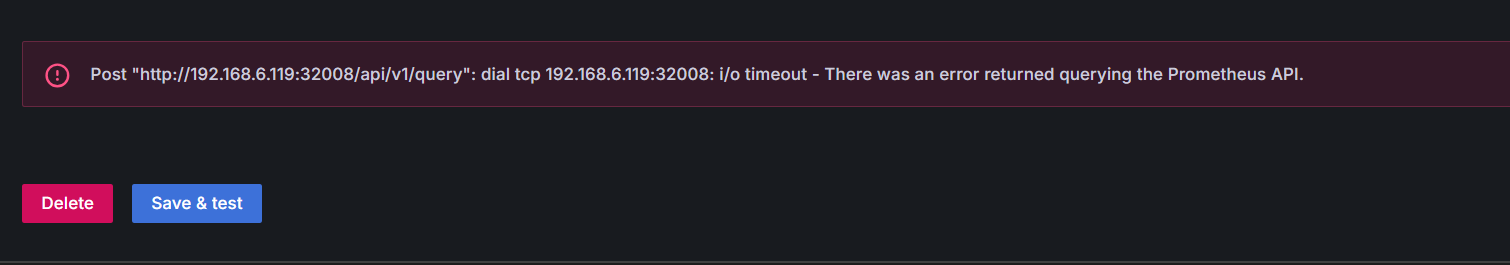 Post "http://192.168.6.119:32008/api/v1/query": dial tcp 192.168.6.119:32008: i/o timeout - There was an error returned querying the Prometheus API.
Delete
Save & test